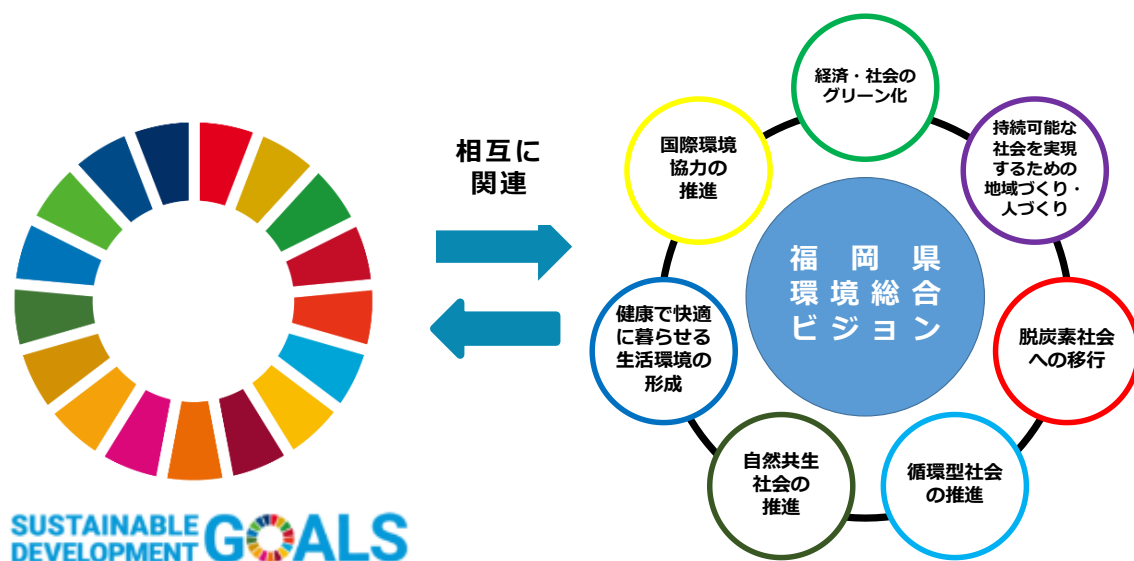 相互に
関連
SUSTAINABLE
DEVELOPMENT
GOALS
経済・社会の
グリーン化
持続可能な
社会を実現
するための
地域づくり・
人づくり
脱炭素社会
への移行
循環型社会
の推進
自然共生
社会の
推進
健康で快適
に暮らせる
生活環境の
形成
国際環境
協力の
推進
福岡県
環境総合
ビジョン